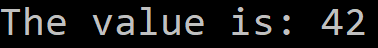 The value is: 42